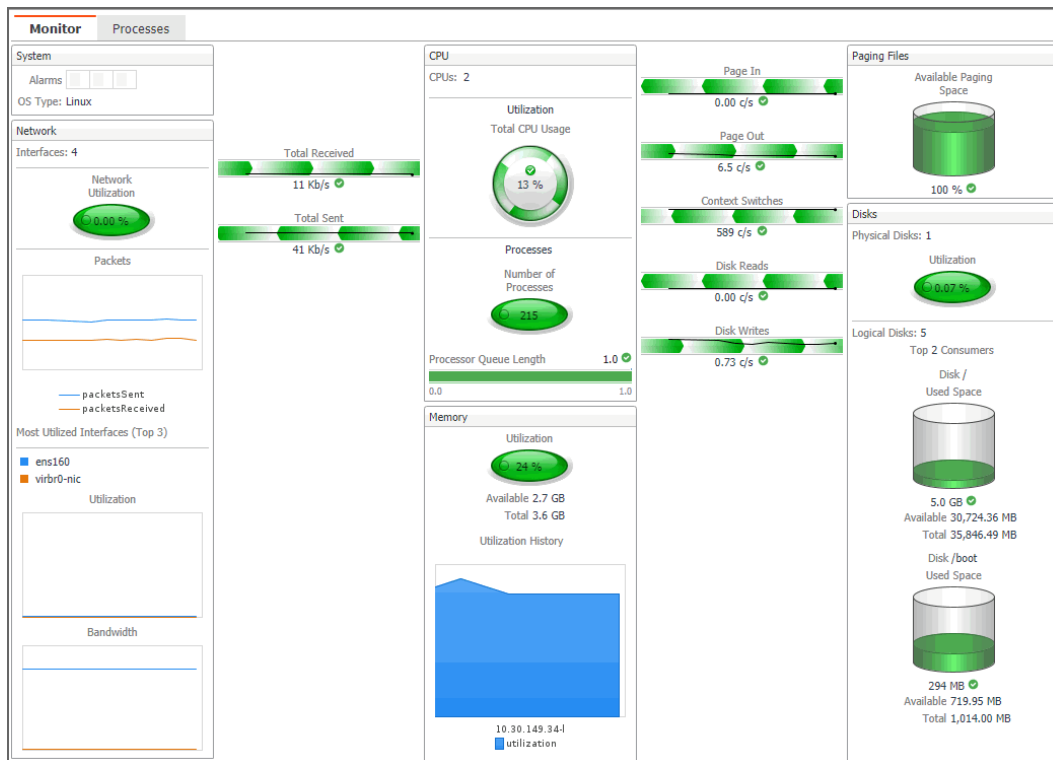 Monitor
Processes
System
Alarms
OS Type: Linux
Network
Interfaces: 4
Network
Utilization
0.00 %
Packets
packetsSent
packetsReceived
Most Utilized Interfaces (Top 3)
ens160
virbr0-nic
Utilization
Bandwidth
Total Received
11 Kb/s
Total Sent
41 Kb/s
CPU
CPUs: 2
Utilization
Total CPU Usage
13 %
Processes
Number of
Processes
215
Processor Queue Length 1.0
0.0 1.0
Memory
Utilization
24 %
Available 2.7 GB
Total 3.6 GB
Utilization History
10.30.149.34-l
utilization
Page In
0.00 c/s
Page Out
6.5 c/s
Context Switches
589 c/s
Disk Reads
0.00 c/s
Disk Writes
0.73 c/s
Paging Files
Available Paging
Space
100 %
Disks
Physical Disks: 1
Utilization
0.07 %
Logical Disks: 5
Top 2 Consumers
Disk /
Used Space
5.0 GB
Available 30,724.36 MB
Total 35,846.49 MB
Disk /boot
Used Space
294 MB
Available 719.95 MB
Total 1,014.00 MB